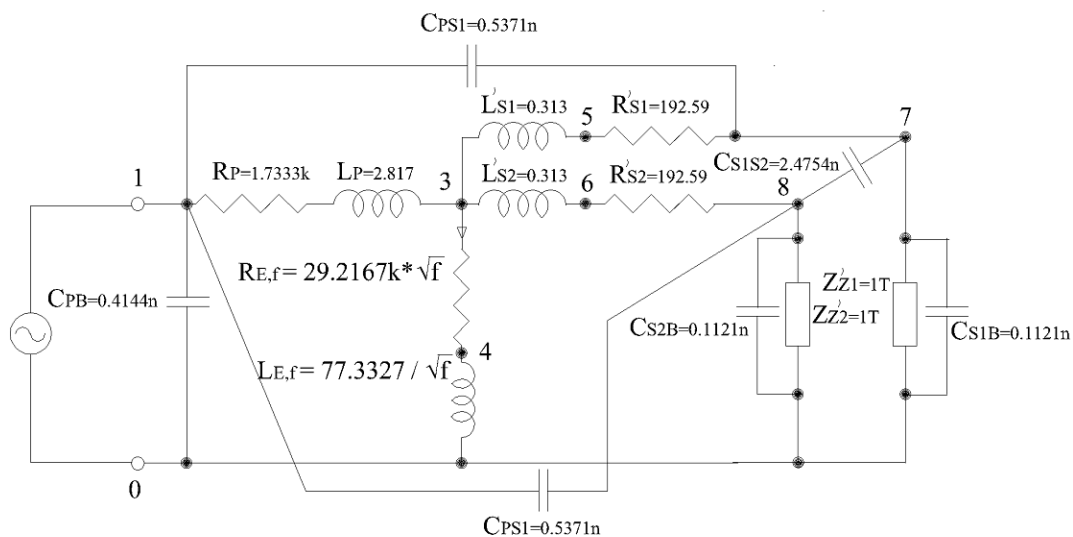 CPS1=0.5371n
L'S1=0.313
5
R'S1=192.59
7
RP=1.7333k
LP=2.817
3
L'S2=0.313
6
R'S2=192.59
CS1S2=2.4754n
8
1
RE,f= 29.2167k* √f
CPB=0.4144n
Z'Z1=1T
Z'Z2=1T
CS2B=0.1121n
CS1B=0.1121n
4
LE,f= 77.3327 / √f
0
CPS1=0.5371n